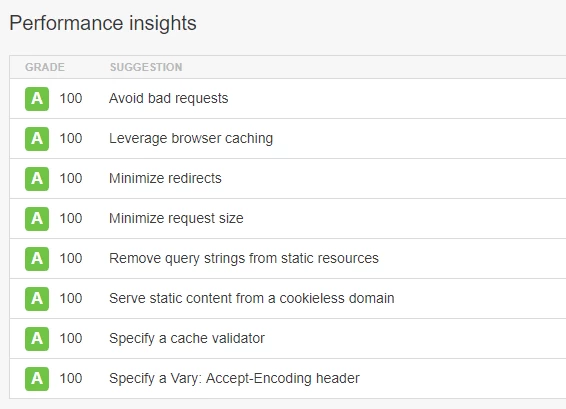 Performance insights
GRADE SUGGESTION
A 100 Avoid bad requests
A 100 Leverage browser caching
A 100 Minimize redirects
A 100 Minimize request size
A 100 Remove query strings from static resources
A 100 Serve static content from a cookieless domain
A 100 Specify a cache validator
A 100 Specify a Vary: Accept-Encoding header